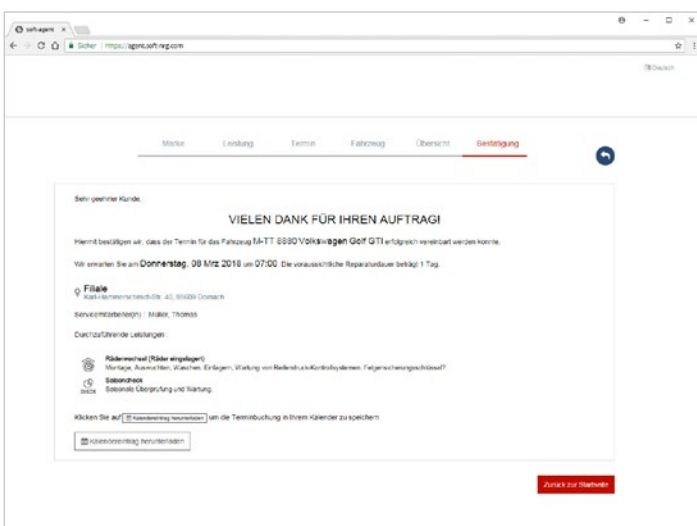 soft-agent
Sicher https://agent.soft-nrg.com
Deutsch
Marke Leistung Termin Fahrzeug Übersicht Bestätigung
Sehr geehrter Kunde,
VIELEN DANK FÜR IHREN AUFTRAG!
Hiermit bestätigen wir, dass der Termin für das Fahrzeug M-TT 8880 Volkswagen Golf GTI erfolgreich vereinbart werden konnte.
Wir erwarten Sie am Donnerstag, 08 Mrz 2018 um 07:00. Die voraussichtliche Reparaturdauer beträgt 1 Tag.
Filiale
Karl-Hammerschmidt-Str. 40, 85609 Dornach
Servicemitarbeiter(in) : Müller, Thomas
Durchzuführende Leistungen :
Räderwechsel (Räder eingelagert)
Montage, Auswuchten, Waschen, Einlagern, Wartung von Reifendruck-Kontrollsystemen. Felgensicherungsschlüssel?
CHECK
Saisoncheck
Saisonale Überprüfung und Wartung.
Klicken Sie auf Kalendereintrag herunterladen um die Terminbuchung in Ihrem Kalender zu speichern
Kalendereintrag herunterladen
Zurück zur Startseite